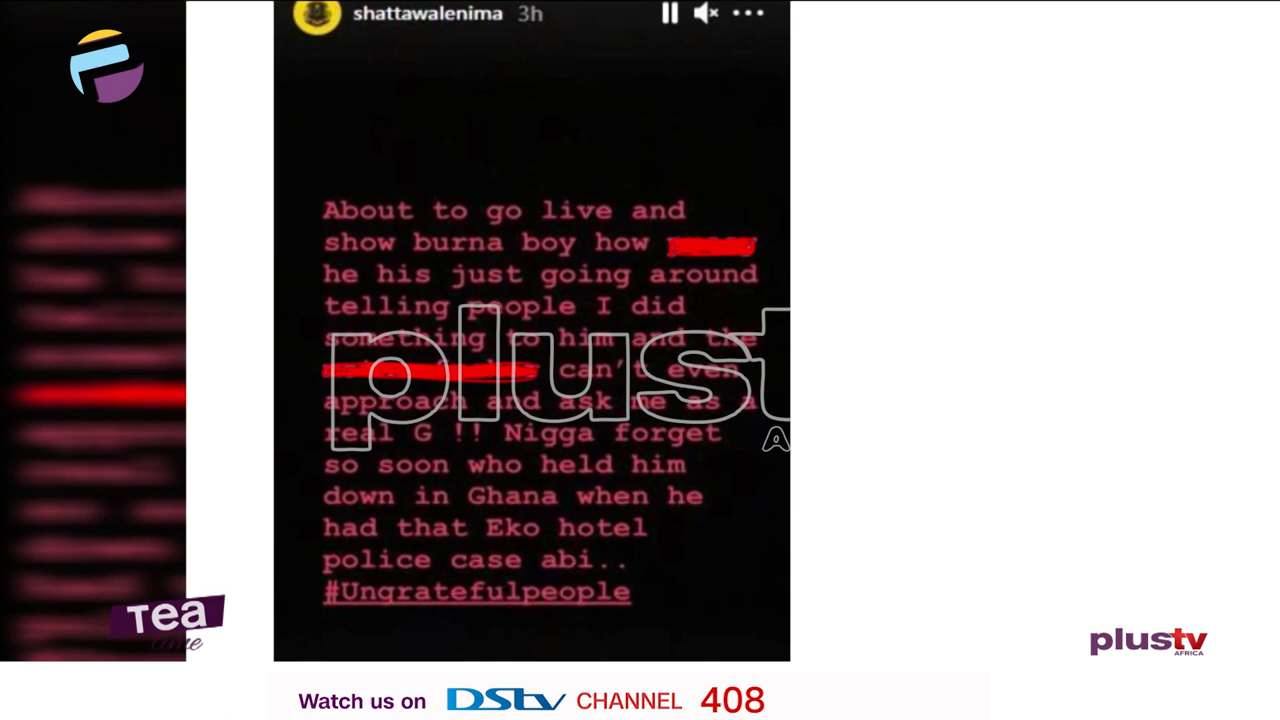 shattawalenima 3h
About to go live and
show burna boy how
he his just going around
telling people I did
something to him and the
can't even
approach and ask me as a
real G !! Nigga forget
so soon who held him
down in Ghana when he
had that Eko hotel
police case abi..
#Ungratefulpeople
plust
A
Tea
time
plustv
AFRICA
Watch us on DStv CHANNEL 408